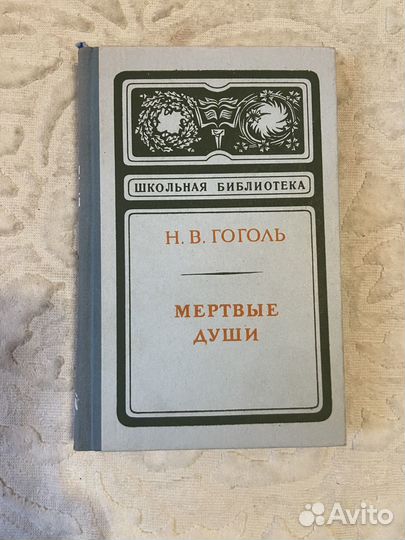 ШКОЛЬНАЯ БИБЛИОТЕКА
Н. В. ГОГОЛЬ
МЕРТВЫЕ
ДУШИ
Avito